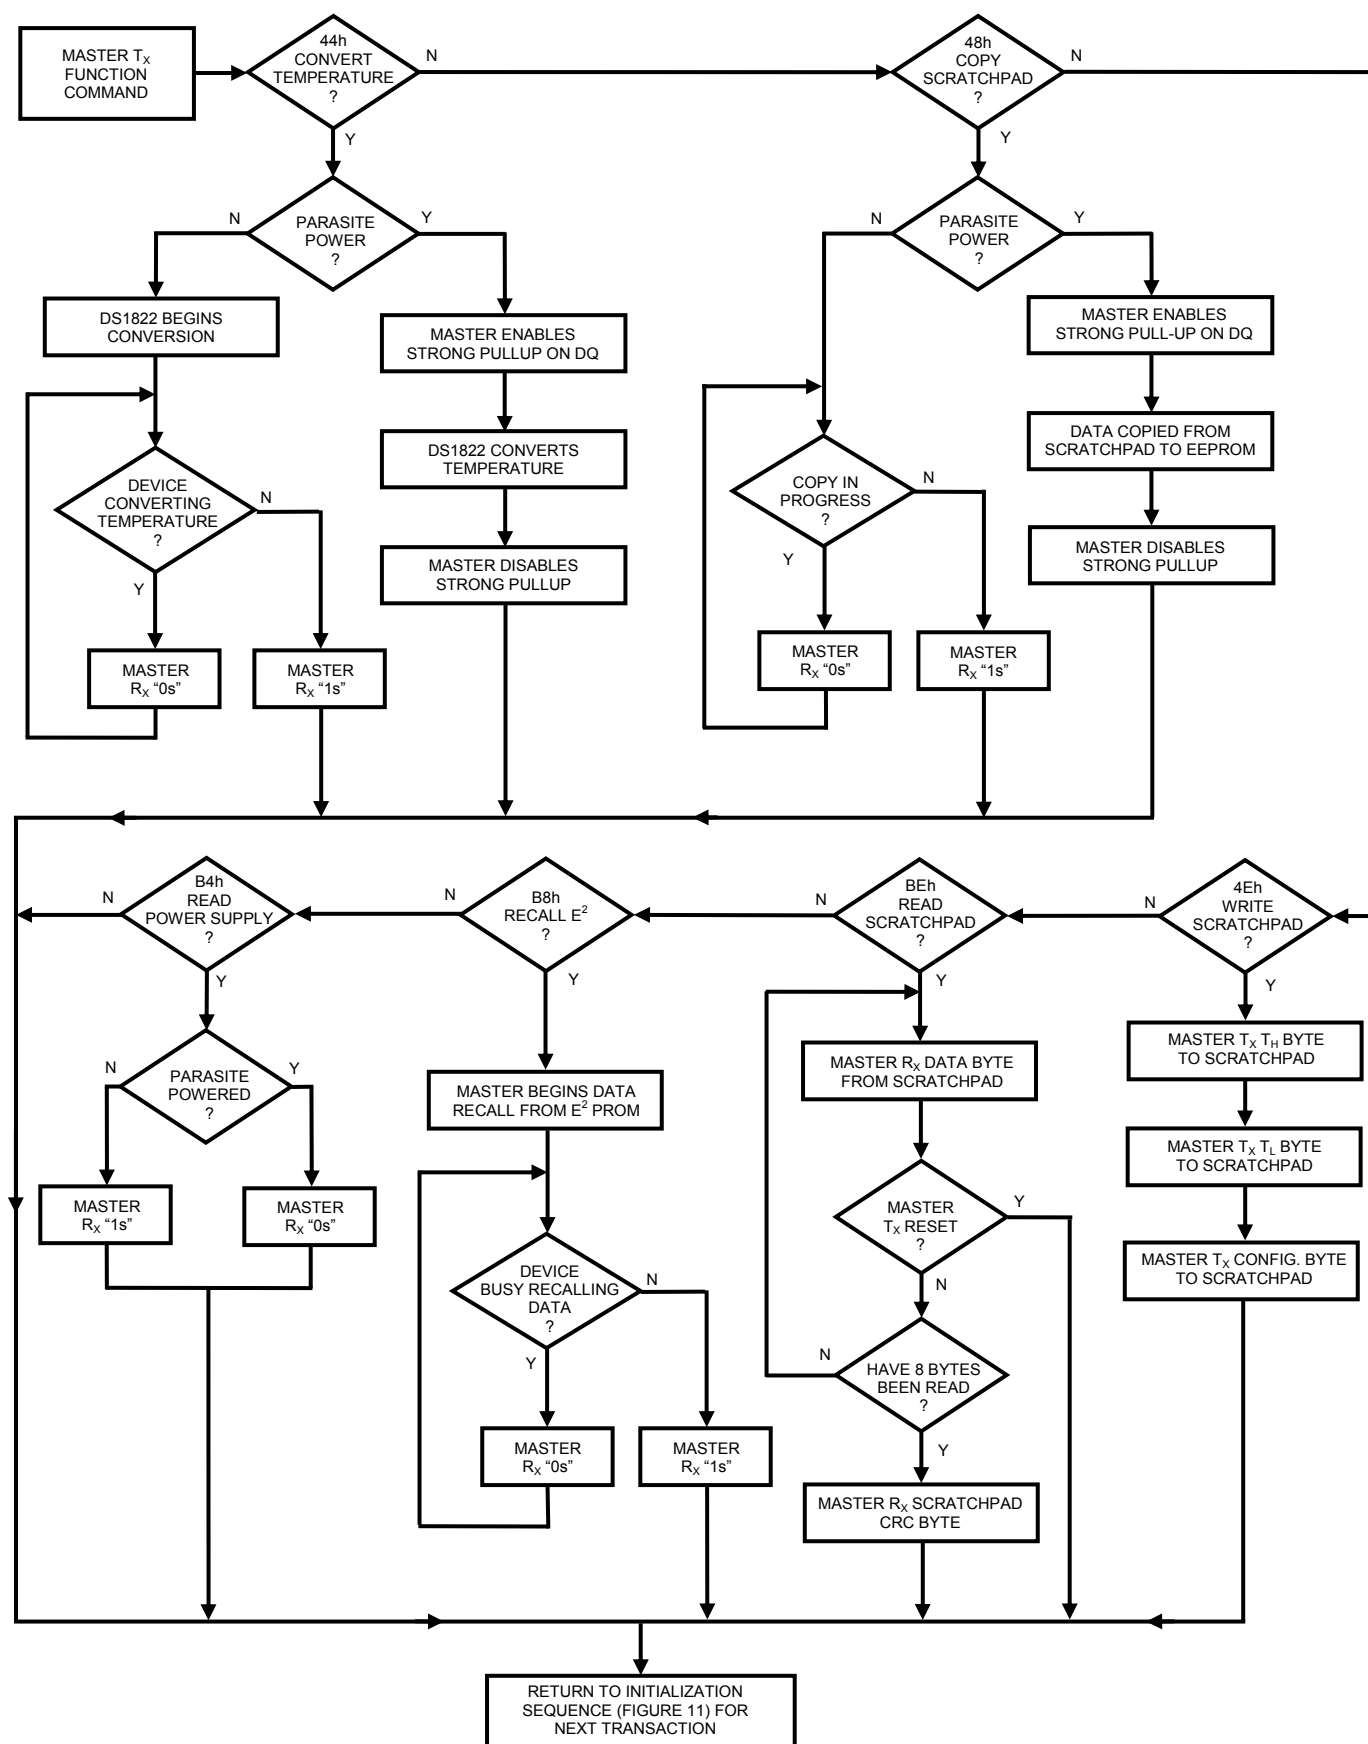 MASTER TX
FUNCTION
COMMAND
44h
CONVERT
TEMPERATURE
?
N
Y
48h
COPY
SCRATCHPAD
?
N
Y
PARASITE
POWER
?
N
Y
PARASITE
POWER
?
N
Y
DS1822 BEGINS
CONVERSION
MASTER ENABLES
STRONG PULLUP ON DQ
MASTER ENABLES
STRONG PULL-UP ON DQ
DS1822 CONVERTS
TEMPERATURE
DATA COPIED FROM
SCRATCHPAD TO EEPROM
DEVICE
CONVERTING
TEMPERATURE
?
N
Y
COPY IN
PROGRESS
?
N
Y
MASTER DISABLES
STRONG PULLUP
MASTER DISABLES
STRONG PULLUP
MASTER
RX “0s”
MASTER
RX “1s”
MASTER
RX “0s”
MASTER
RX “1s”
B4h
READ
POWER SUPPLY
?
N
Y
B8h
RECALL E2
?
N
Y
BEh
READ
SCRATCHPAD
?
N
Y
4Eh
WRITE
SCRATCHPAD
?
N
Y
PARASITE
POWERED
?
N
Y
MASTER
RX “1s”
MASTER
RX “0s”
MASTER BEGINS DATA
RECALL FROM E2 PROM
DEVICE
BUSY RECALLING
DATA
?
N
Y
MASTER
RX “0s”
MASTER
RX “1s”
MASTER RX DATA BYTE
FROM SCRATCHPAD
MASTER
TX RESET
?
Y
N
HAVE 8 BYTES
BEEN READ
?
N
Y
MASTER RX SCRATCHPAD
CRC BYTE
MASTER TX TH BYTE
TO SCRATCHPAD
MASTER TX TL BYTE
TO SCRATCHPAD
MASTER TX CONFIG. BYTE
TO SCRATCHPAD
RETURN TO INITIALIZATION
SEQUENCE (FIGURE 11) FOR
NEXT TRANSACTION